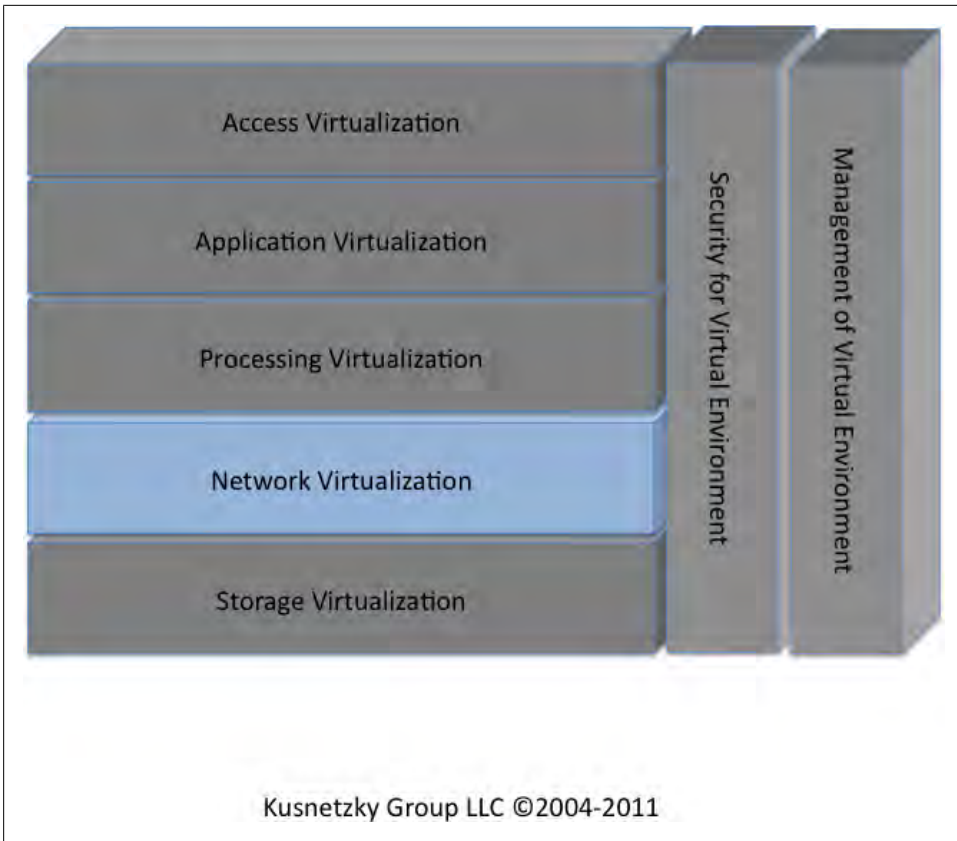 Access Virtualization
Application Virtualization
Processing Virtualization
Network Virtualization
Storage Virtualization
Security for Virtual Environment
Management of Virtual Environment
Kusnetzky Group LLC ©2004-2011